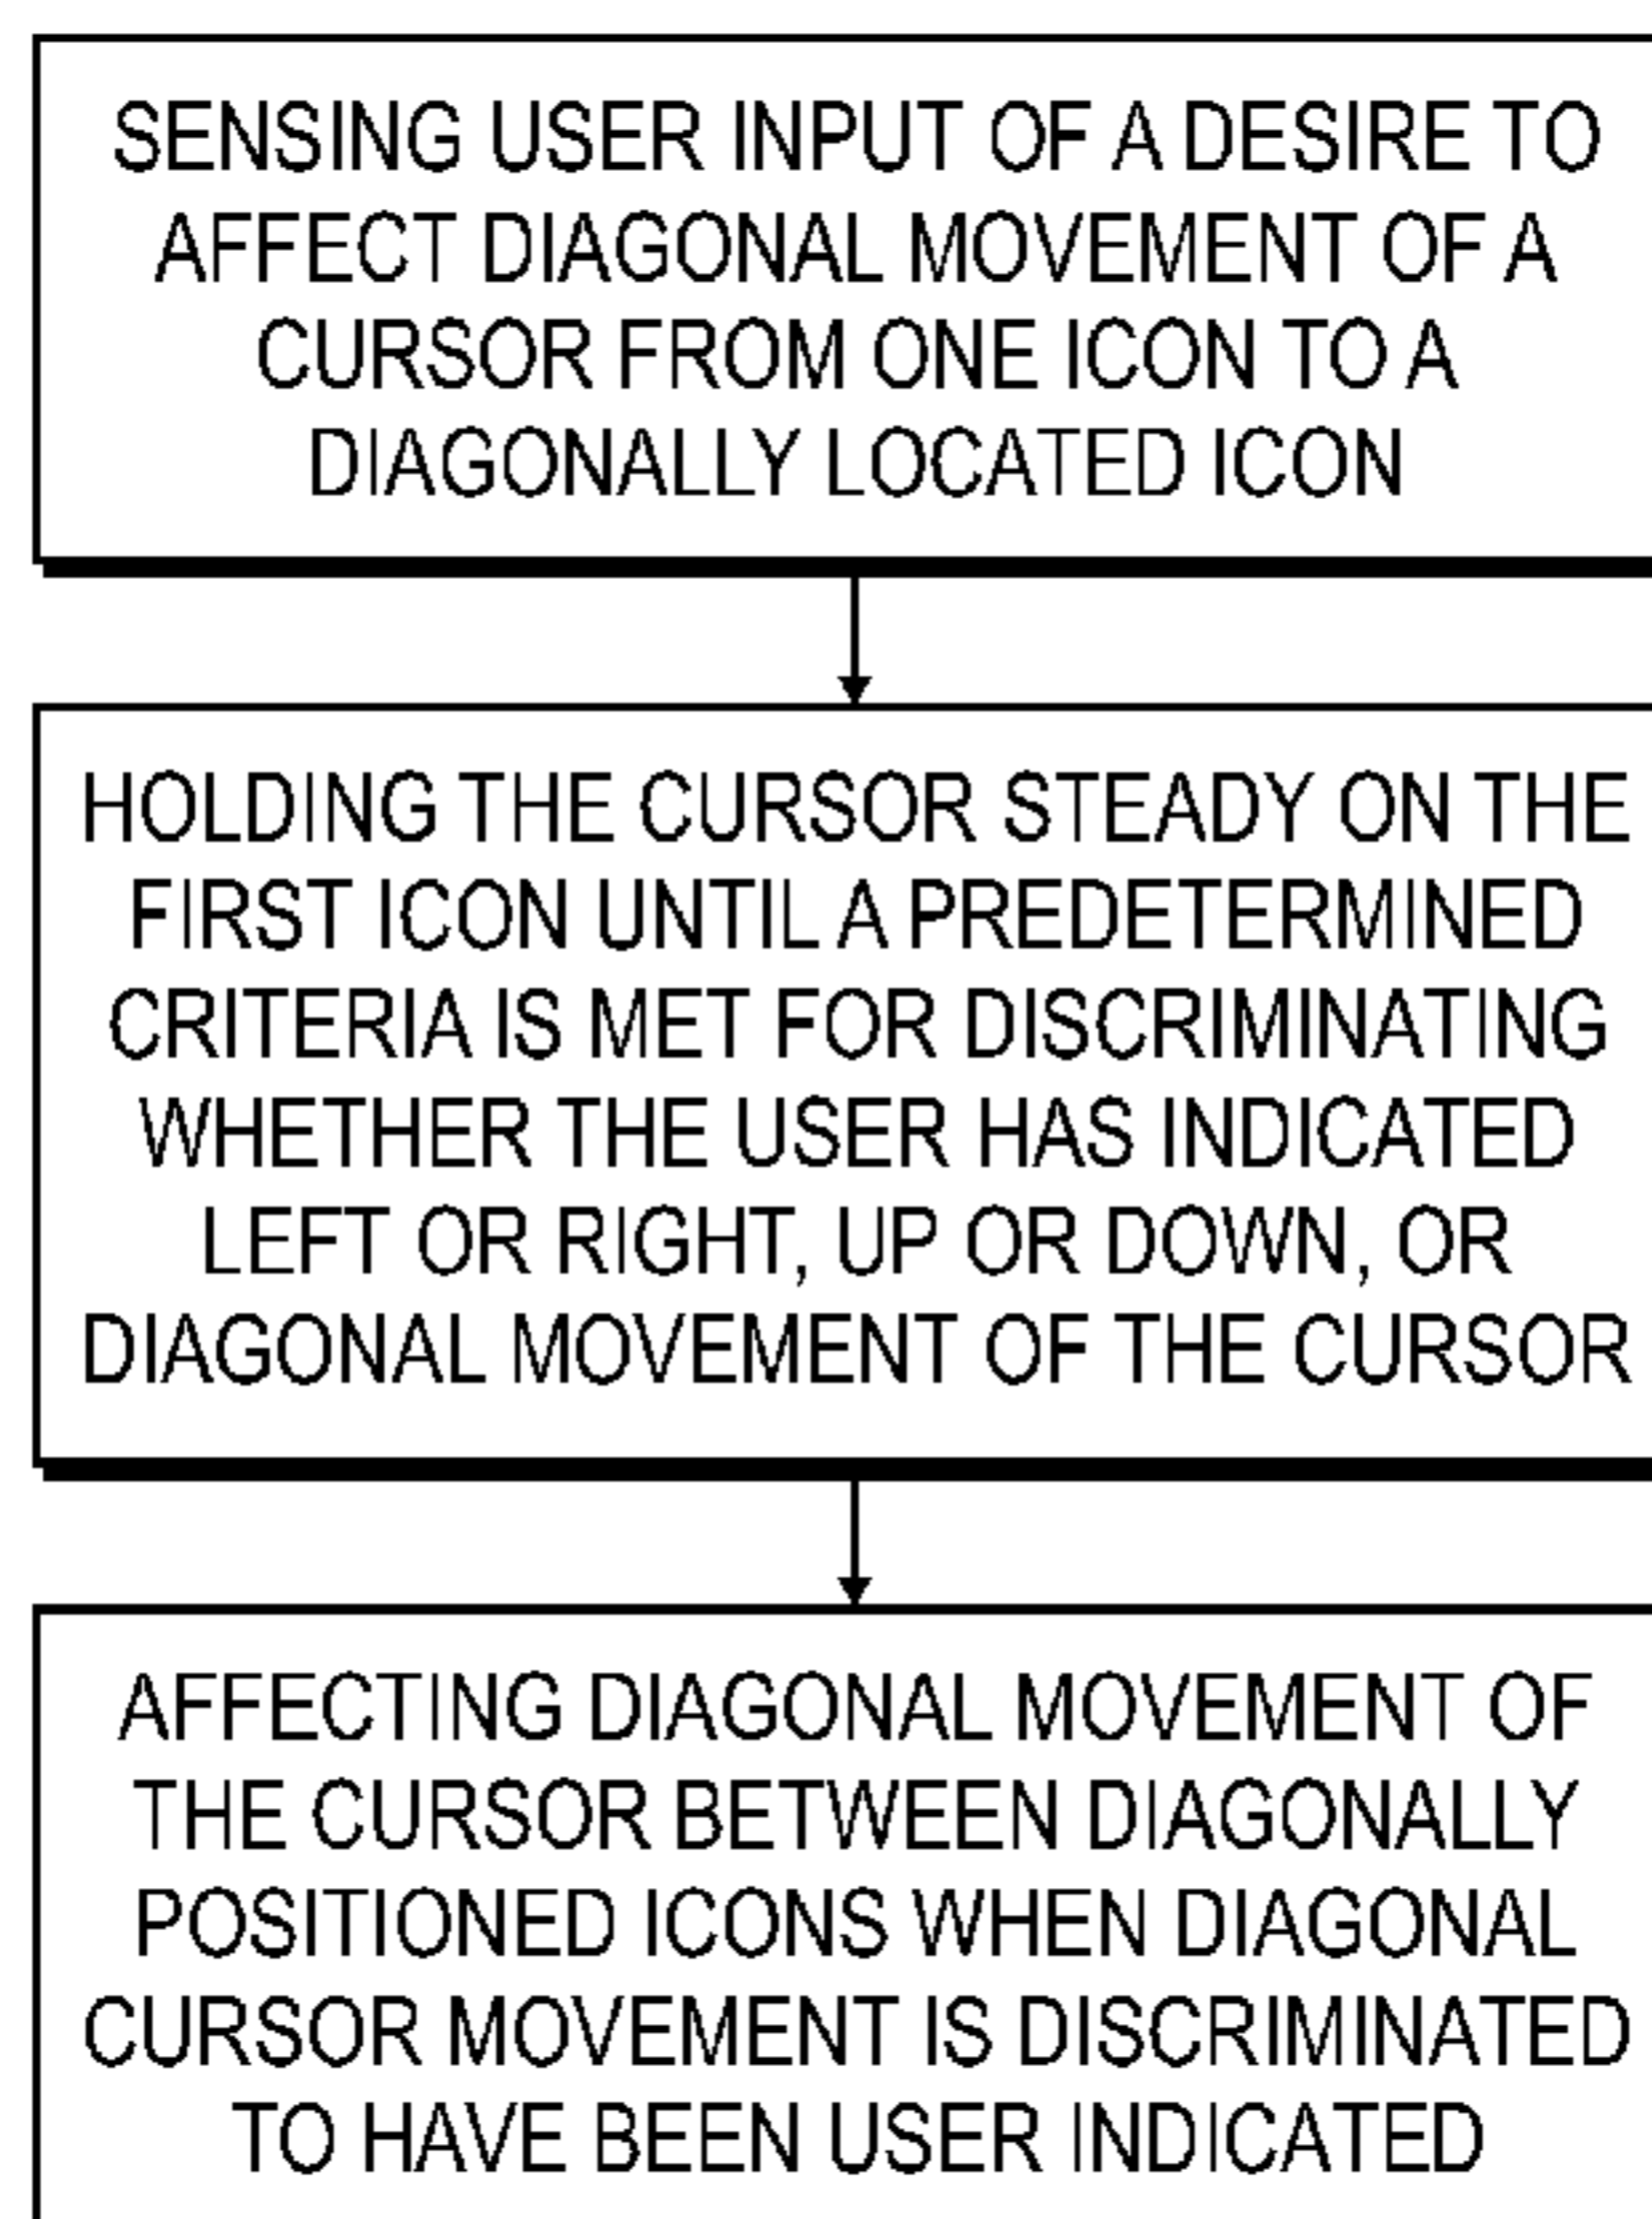 SENSING USER INPUT OF A DESIRE TO
AFFECT DIAGONAL MOVEMENT OF A
CURSOR FROM ONE ICON TO A
DIAGONALLY LOCATED ICON
HOLDING THE CURSOR STEADY ON THE
FIRST ICON UNTIL A PREDETERMINED
CRITERIA IS MET FOR DISCRIMINATING
WHETHER THE USER HAS INDICATED
LEFT OR RIGHT, UP OR DOWN, OR
DIAGONAL MOVEMENT OF THE CURSOR
AFFECTING DIAGONAL MOVEMENT OF
THE CURSOR BETWEEN DIAGONALLY
POSITIONED ICONS WHEN DIAGONAL
CURSOR MOVEMENT IS DISCRIMINATED
TO HAVE BEEN USER INDICATED